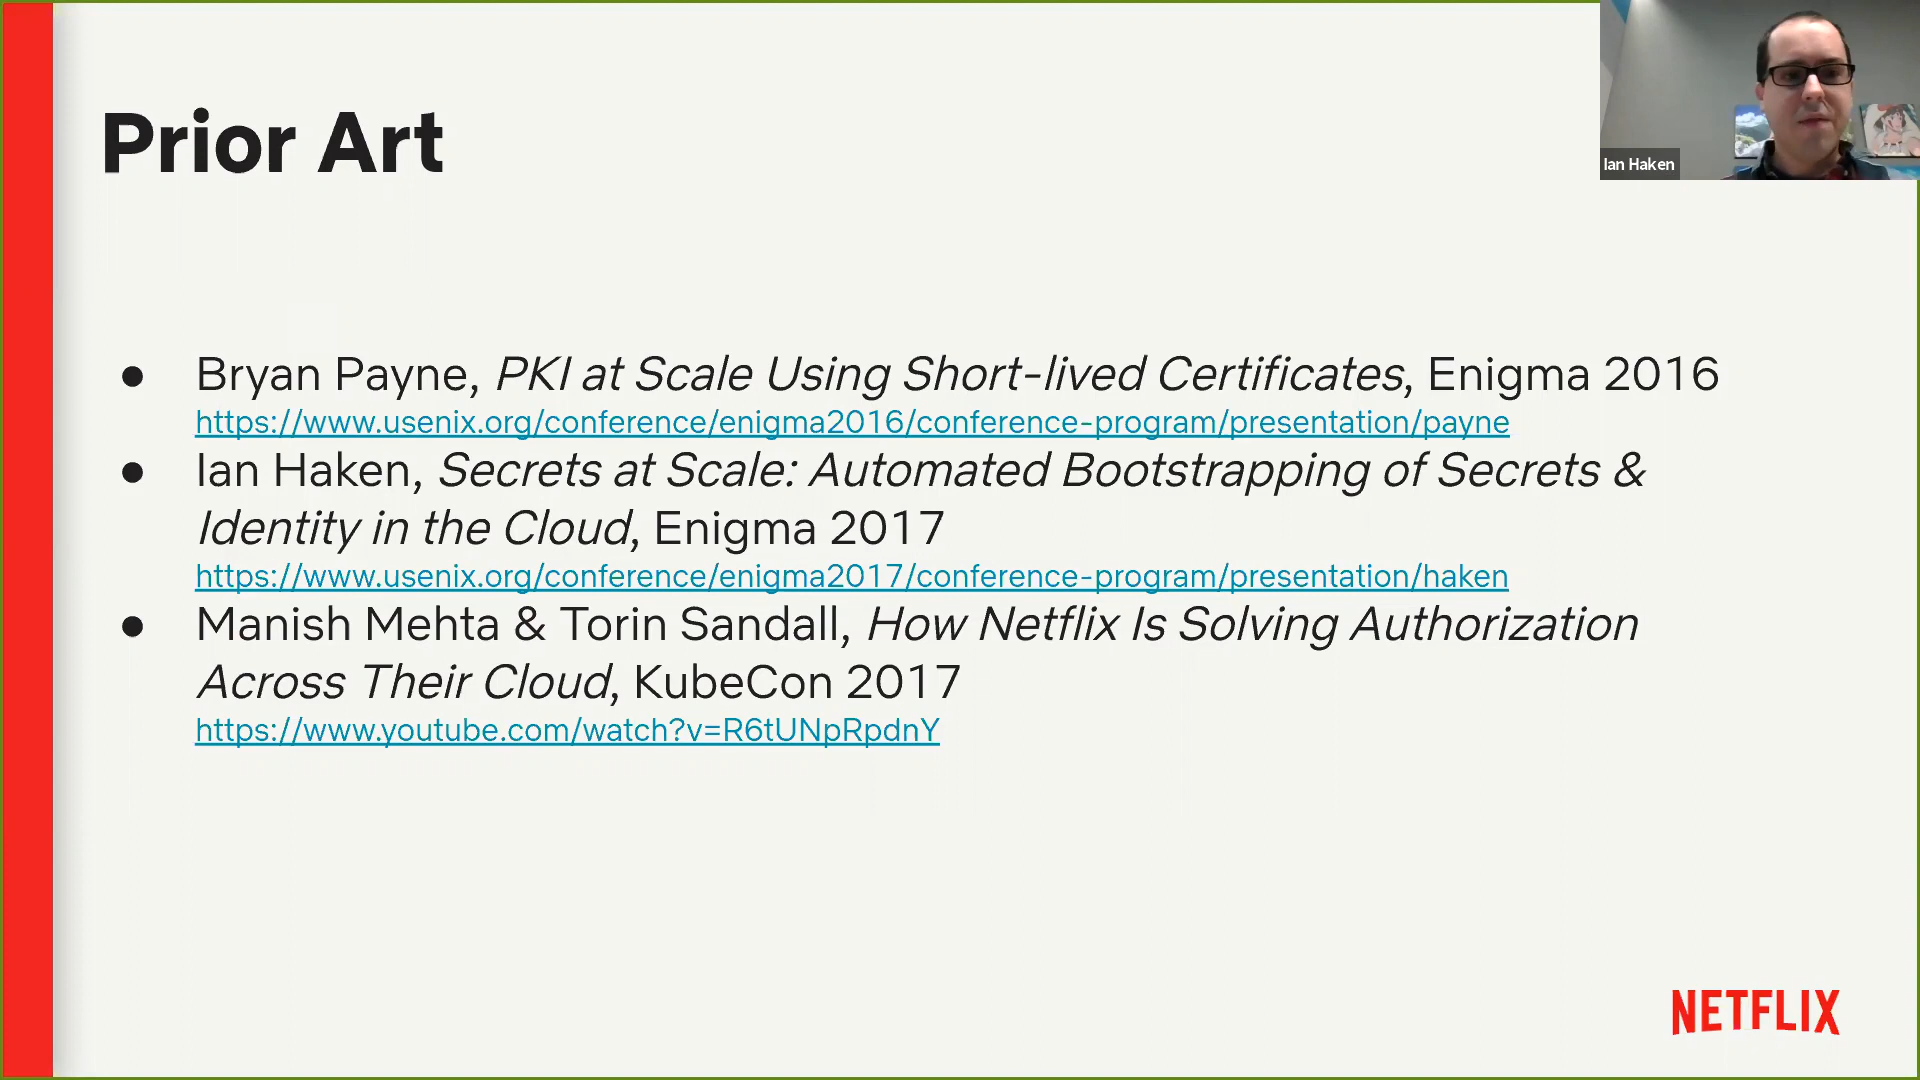 Prior Art
Ian Haken
● Bryan Payne, PKI at Scale Using Short-lived Certificates, Enigma 2016
https://www.usenix.org/conference/enigma2016/conference-program/presentation/payne
● Ian Haken, Secrets at Scale: Automated Bootstrapping of Secrets &
Identity in the Cloud, Enigma 2017
https://www.usenix.org/conference/enigma2017/conference-program/presentation/haken
● Manish Mehta & Torin Sandall, How Netflix Is Solving Authorization
Across Their Cloud, KubeCon 2017
https://www.youtube.com/watch?v=R6tUNpRpdnY
NETFLIX